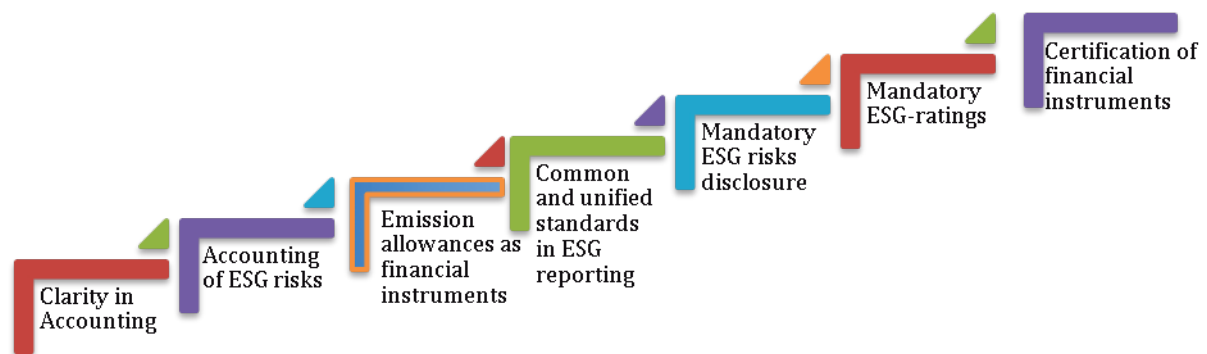 Clarity in
Accounting
Accounting
of ESG risks
Emission
allowances as
financial
instruments
Common
and unified
standards
in ESG
reporting
Mandatory
ESG risks
disclosure
Mandatory
ESG-ratings
Certification of
financial
instruments